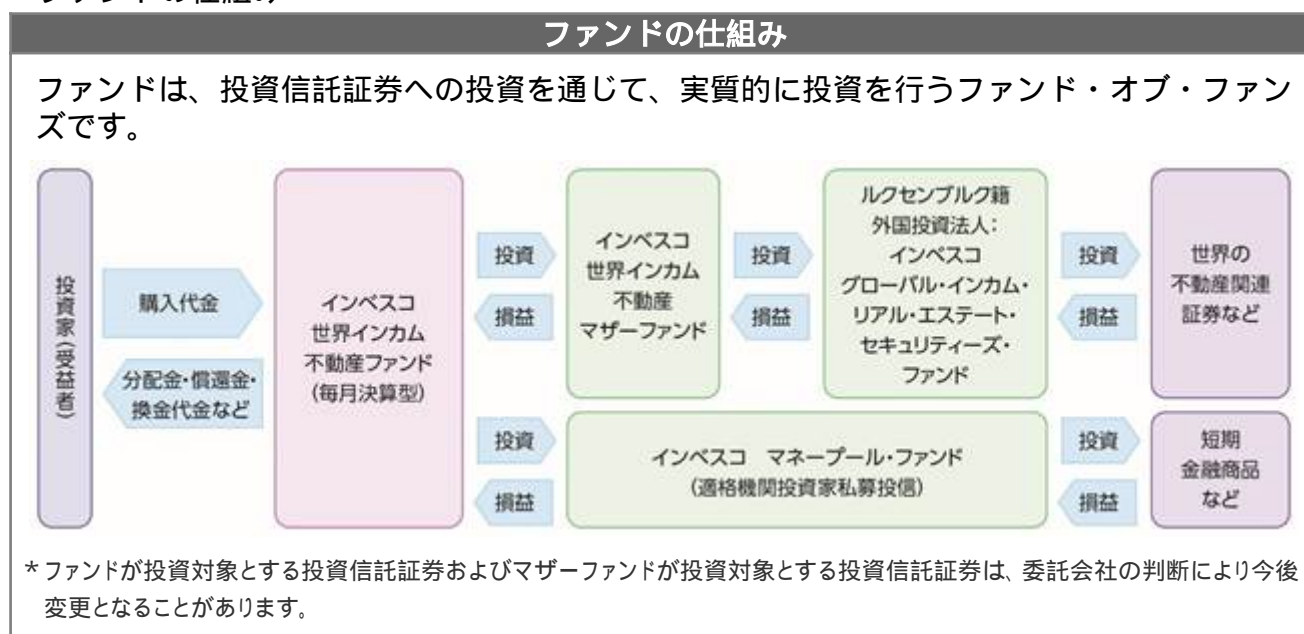 ファンドの仕組み
ファンドの仕組み
ファンドは、投資信託証券への投資を通じて、実質的に投資を行うファンド・オブ・ファン
ズです。
投資家(受益者)
購入代金
分配金・償還金・
換金代金など
インベスコ
世界インカム
不動産ファンド
(毎月決算型)
投資
損益
インベスコ
世界インカム
不動産
マザーファンド
投資
損益
ルクセンブルク籍
外国投資法人:
インベスコ
グローバル・インカム・
リアル・エステート・
セキュリティーズ・
ファンド
投資
損益
世界の
不動産関連
証券など
投資
損益
インベスコ マネープール・ファンド
(適格機関投資家私募投信)
投資
損益
短期
金融商品
など
*ファンドが投資対象とする投資信託証券およびマザーファンドが投資対象とする投資信託証券は、委託会社の判断により今後
変更となることがあります。